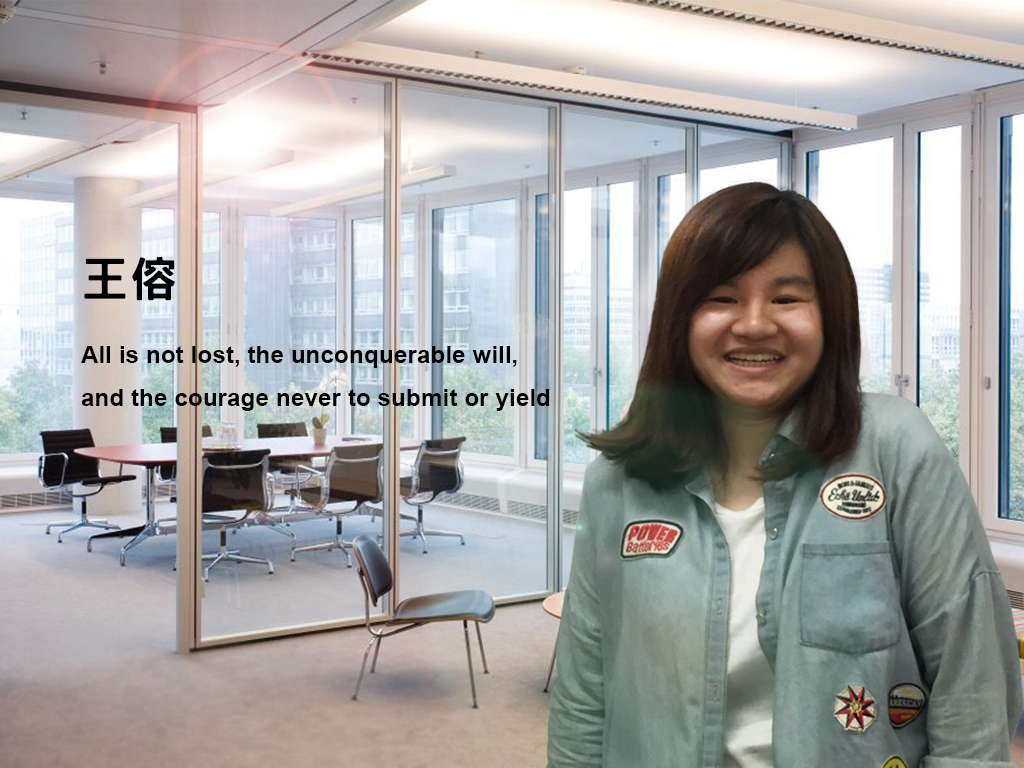 王傛
All is not lost, the unconquerable will,
and the courage never to submit or yield
POWER
Batteries